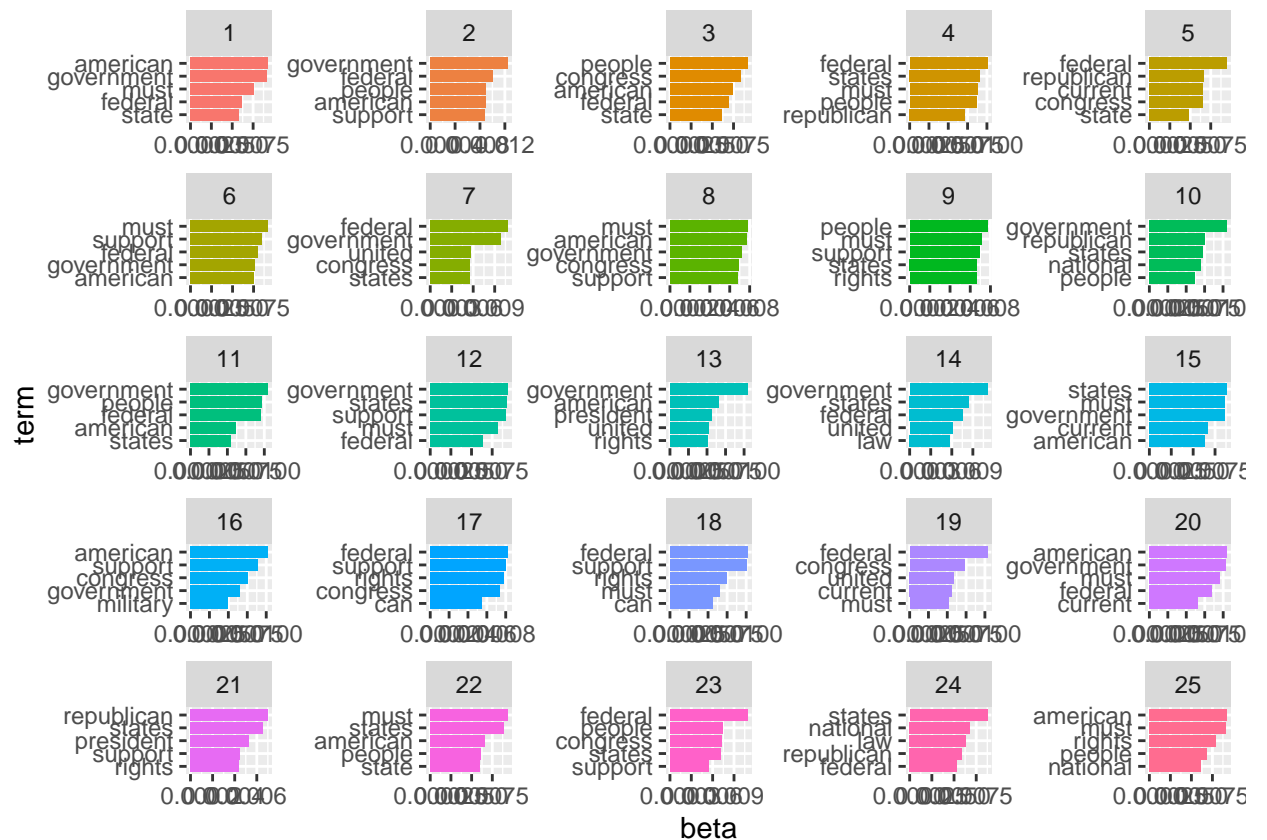 1 2 3 4 5
american government people federal federal
government federal congress states republican
must people american must current
federal american federal people congress
state support state republican state
6 7 8 9 10
must federal must people government
support government american must republican
federal united government support states
government congress congress states national
american states support rights people
11 12 13 14 15
government government government government states
people states american states must
federal support president federal government
american must united united current
states federal rights law american
16 17 18 19 20
american federal federal federal american
support support support congress government
congress rights rights united must
government congress must current federal
military can can must current
21 22 23 24 25
republican must federal states american
states states people national must
president american congress law rights
support people states republican people
rights state support federal national
term
beta